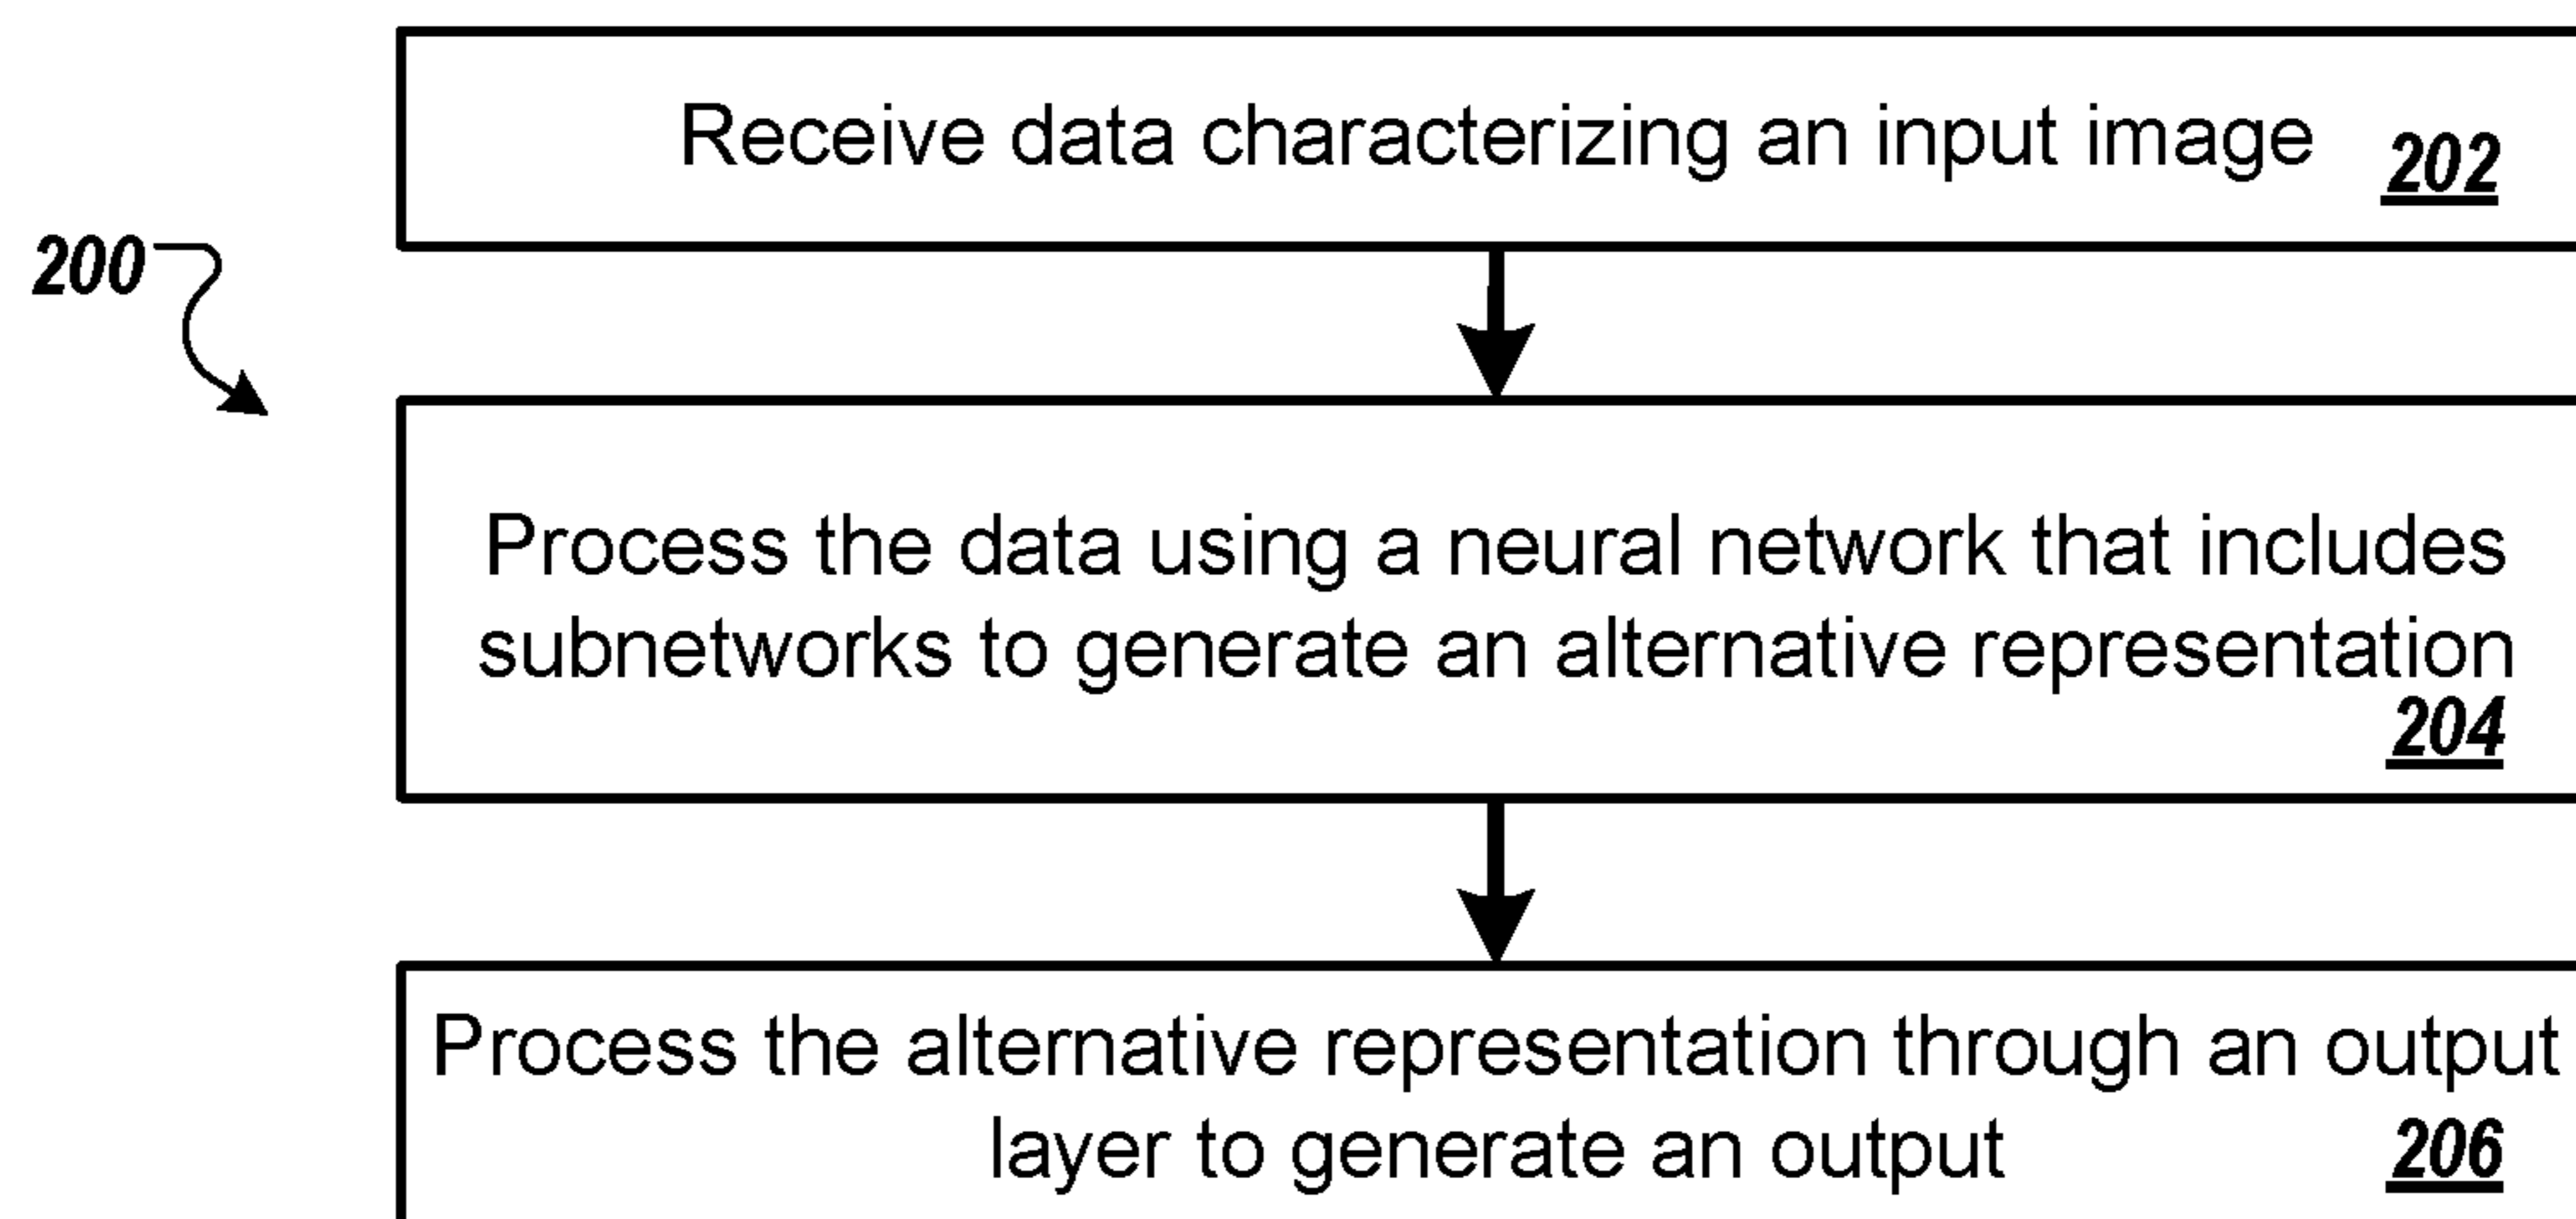 Receive data characterizing an input image 202
200
Process the data using a neural network that includes
subnetworks to generate an alternative representation
204
Process the alternative representation through an output
layer to generate an output 206